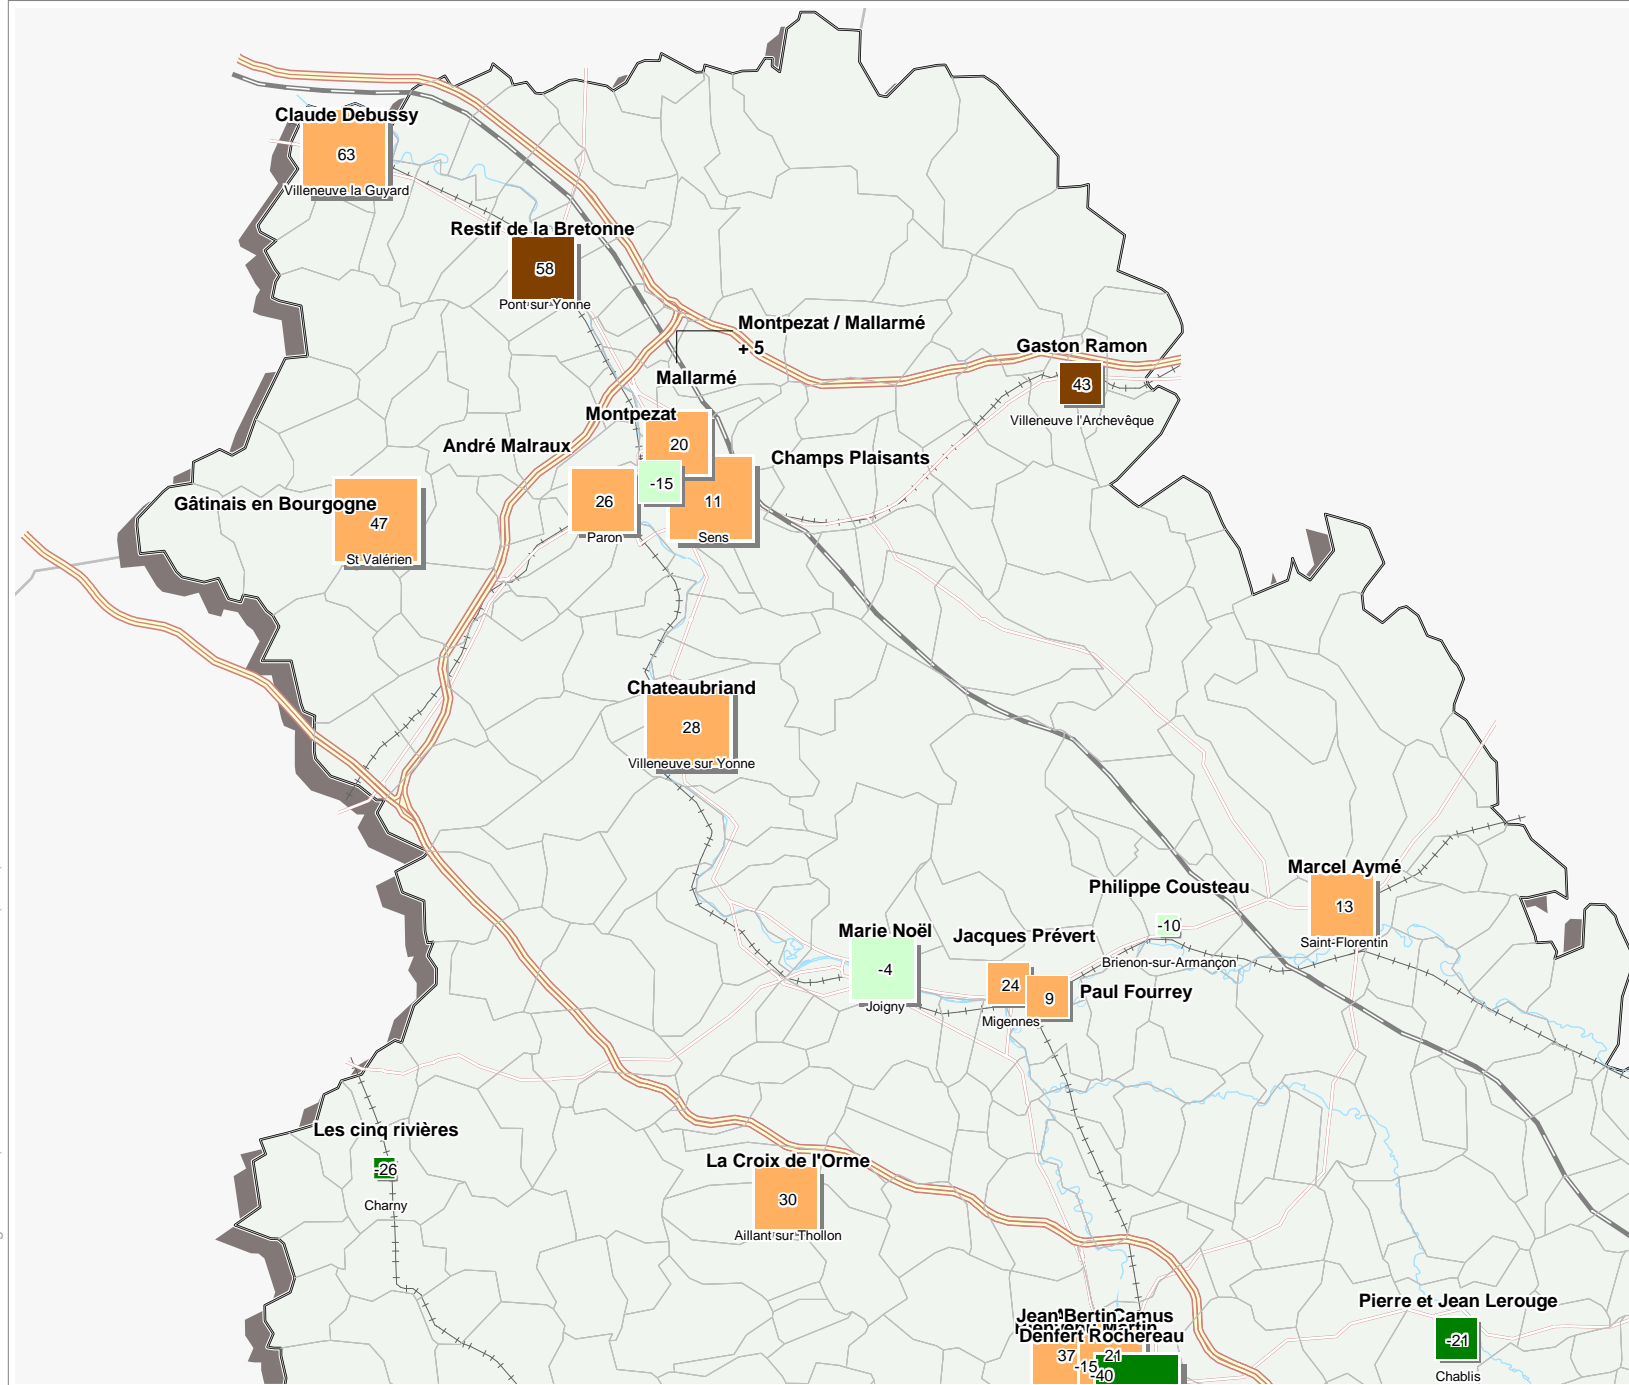 Claude Debussy
63
Villeneuve la Guyard
Restif de la Bretonne
58
Pont sur Yonne
Montpezat / Mallarmé
+ 5
Gaston Ramon
43
Villeneuve l'Archevêque
Mallarmé
Montpezat
20
André Malraux
Champs Plaisants
-15
Gâtinais en Bourgogne
47
26
11
Paron
Sens
St Valérien
Chateaubriand
28
Villeneuve sur Yonne
Marcel Aymé
Philippe Cousteau
13
-10
Marie Noël
Jacques Prévert
Saint-Florentin
Brienon-sur-Armançon
-4
24
9
Paul Fourrey
Joigny
Migennes
Les cinq rivières
-26
Charny
La Croix de l'Orme
30
Aillant sur Thollon
Pierre et Jean Lerouge
-21
Chablis
Jean Bertin
Camus
Denfert Rochereau
37
21
-15
-40